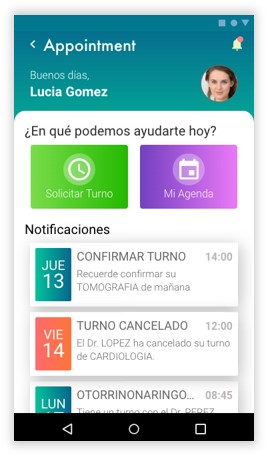 Appointment
Buenos días,
Lucia Gomez
¿En qué podemos ayudarte hoy?
Solicitar Turno
Mi Agenda
Notificaciones
JUE
13
CONFIRMAR TURNO 14:00
Recuerde confirmar su
TOMOGRAFIA de mañana
VIE
14
TURNO CANCELADO 12:00
El Dr. LOPEZ ha cancelado su turno
de CARDIOLOGIA.
LUN
OTORRINONARINGO... 08:45
Tiene un turno con el Dr. PEREZ